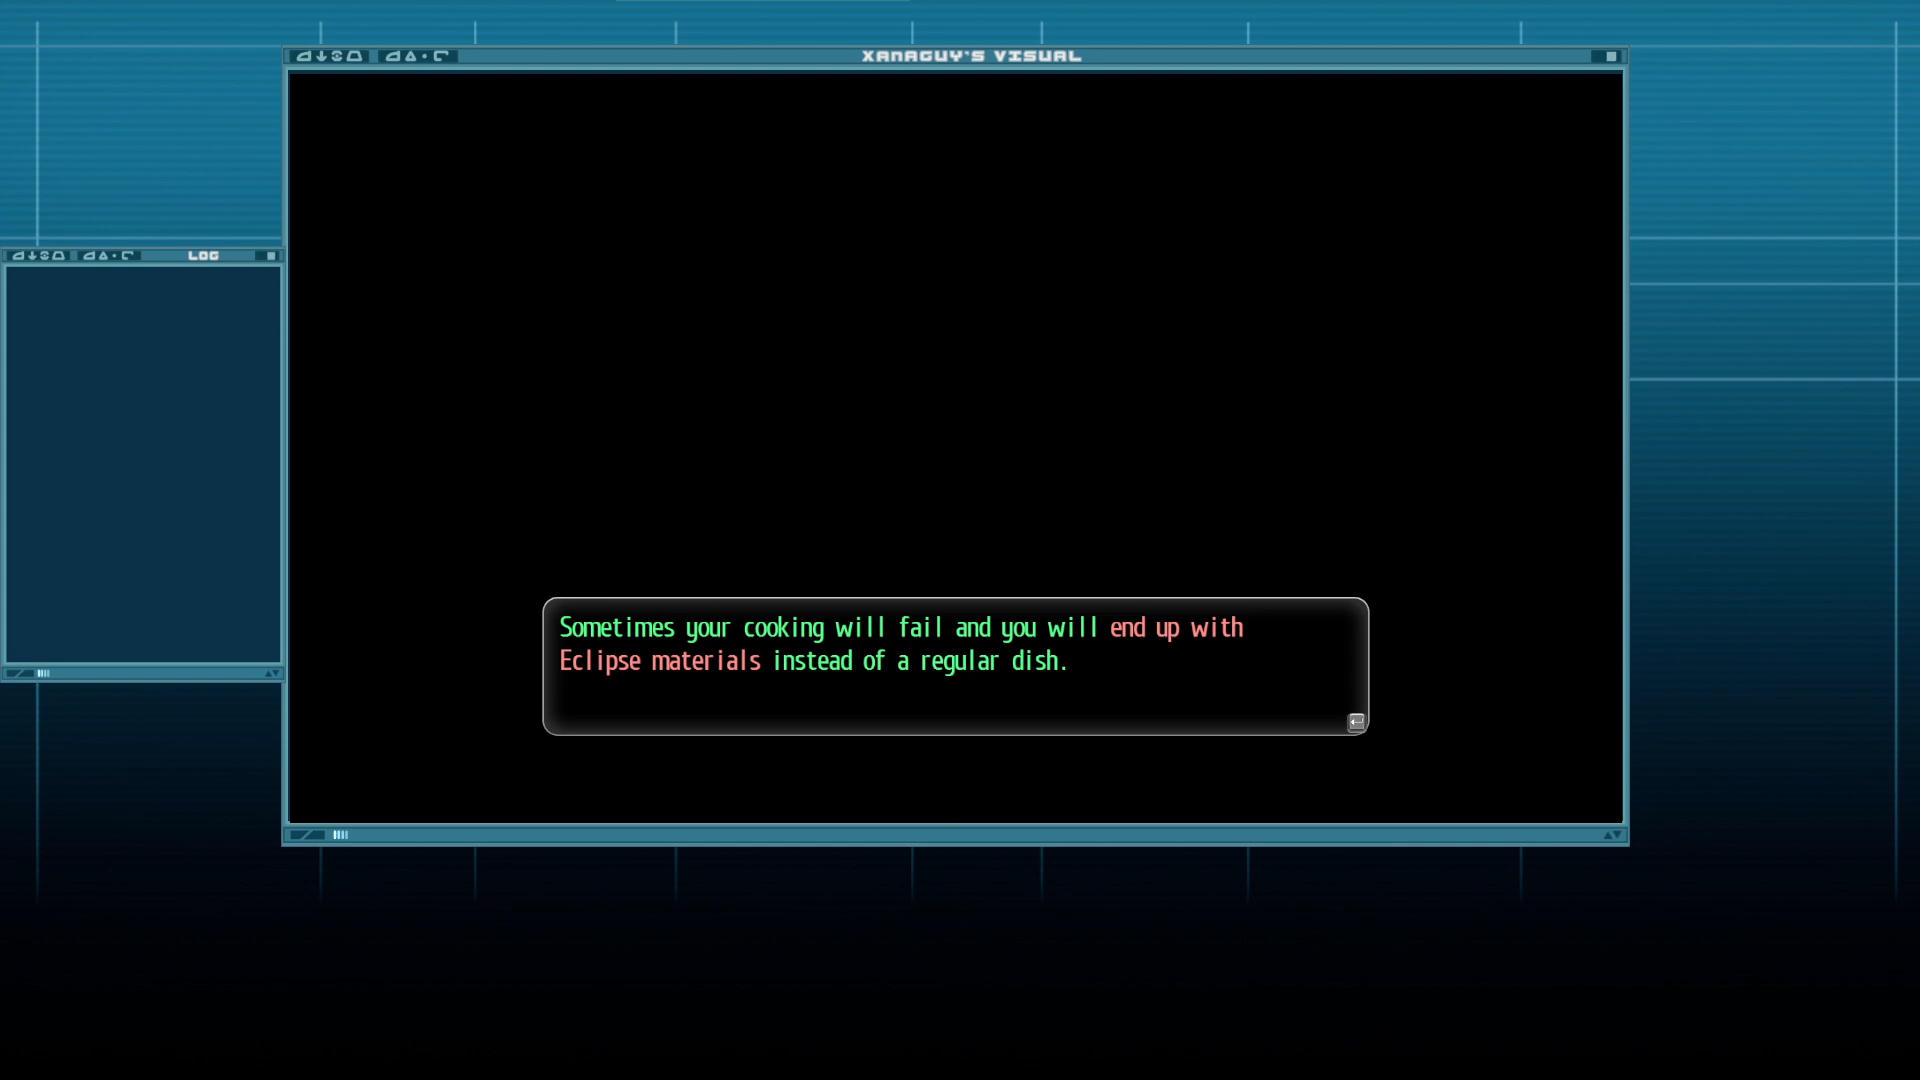 XANAGUY'S VISUAL
LOG
Sometimes your cooking will fail and you will end up with
Eclipse materials instead of a regular dish.